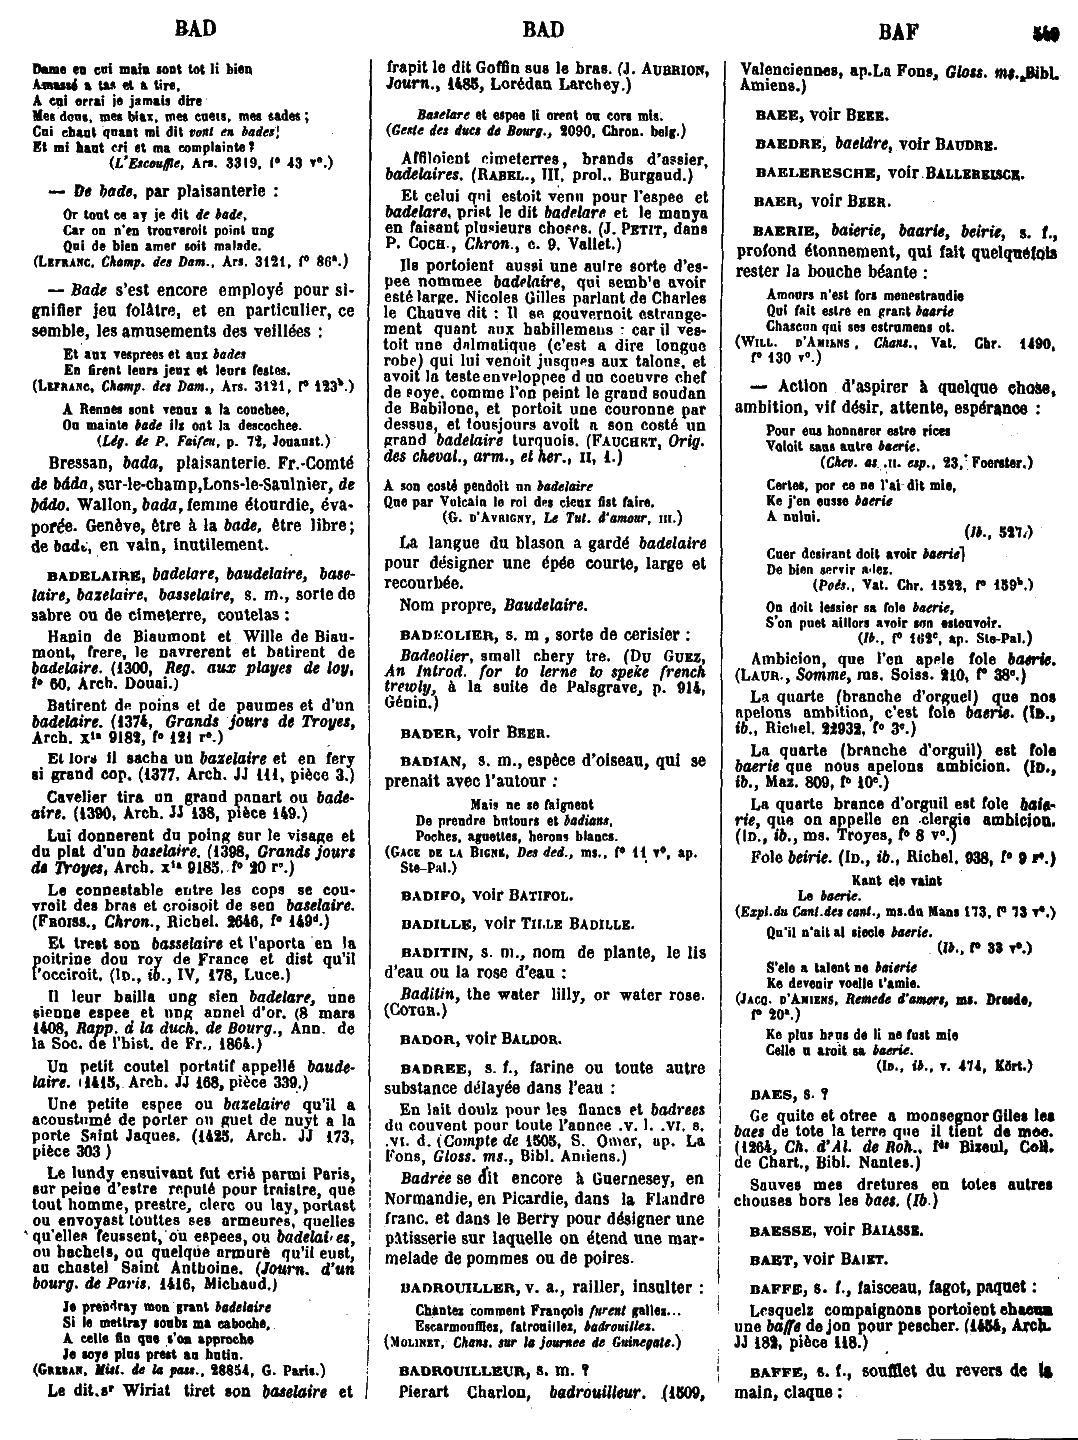 BAD
BAD
BAF
549
Dame en cui main sont tot li bien
Amassé a tas et a tire,
A cui orrai je jamais dire
Mes dous, mes biax, mes cuers, mes sades ;
Cui chaut quant mi dit vont en bades !
Et mi haut cri et ma complainte ?
(L'Escouffle, Ars. 3319, f° 43 v°.)
— De bade, par plaisanterie :
Or tout ce ay je dit de bade,
Car on n'en trouveroit point ung
Qui de bien amer soit malade.
(LEFRANC, Champ. des Dam., Ars. 3121, f° 86ᵃ.)
— Bade s'est encore employé pour si-
gnifier jeu folâtre, et en particulier, ce
semble, les amusements des veillées :
Et aux vesprees et aux bades
En firent leurs jeux et leurs festes.
(LEFRANC, Champ. des Dam., Ars. 3121, f° 123ᵇ.)
A Rennes sont venus a la couchee,
Ou mainte bade ils ont la descochee.
(Lég. de P. Faifeu, p. 72, Jouaust.)
Bressan, bada, plaisanterie. Fr.-Comté
de bâda, sur-le-champ, Lons-le-Saulnier, de
bâdo. Wallon, bada, femme étourdie, éva-
porée. Genève, être à la bade, être libre;
de bade, en vain, inutilement.
BADELAIRE, badelare, baudelaire, base-
laire, bazelaire, basselaire, s. m., sorte de
sabre ou de cimeterre, coutelas :
Hanin de Biaumont et Wille de Biau-
mont, frere, le navrerent et batirent de
badelaire. (1300, Reg. aux playes de loy,
f° 60, Arch. Douai.)
Batirent de poins et de paumes et d'un
badelaire. (1374, Grands jours de Troyes,
Arch. x¹ᵃ 9182, f° 121 r°.)
Et lors il sacha un bazelaire et en fery
si grand cop. (1377, Arch. JJ 111, pièce 3.)
Cavelier tira un grand panart ou bade-
aire. (1390, Arch. JJ 138, pièce 149.)
Lui donnerent du poing sur le visage et
du plat d'un baselaire. (1398, Grands jours
de Troyes, Arch. x¹ᵃ 9185, f° 20 r°.)
Le connestable entre les cops se cou-
vroit des bras et croisoit de sen baselaire.
(FROISS., Chron., Richel. 2646, f° 149ᵈ.)
Et trest son basselaire et l'aporta en la
poitrine dou roy de France et dist qu'il
l'occiroit. (ID., ib., IV, 178, Luce.)
Il leur bailla ung sien badelare, une
sienne espee et ung annel d'or. (8 mars
1408, Rapp. à la duch. de Bourg., Ann. de
la Soc. de l'hist. de Fr., 1864.)
Un petit coutel portatif appellé baude-
laire. (1415, Arch. JJ 168, pièce 339.)
Une petite espee ou bazelaire qu'il a
acoustumé de porter ou guet de nuyt a la
porte Saint Jaques. (1425, Arch. JJ 173,
pièce 303)
Le lundy ensuivant fut crié parmi Paris,
sur peine d'estre reputé pour traistre, que
tout homme, prestre, clerc ou lay, portast
ou envoyast touttes ses armeures, quelles
qu'elles feussent, ou espees, ou badelaires,
ou hachets, ou quelque armure qu'il eust,
au chastel Saint Anthoine. (Journ. d'un
bourg. de Paris, 1416, Michaud.)
Je prendray mon grant badelaire
Si le mettray soubz ma caboche,
A celle fin que s'on approche
Je soye plus prest au hutin.
(GREBAN, Mist. de la pass., 28854, G. Paris.)
Le dit sʳ Wiriat tiret son baselaire et
frapit le dit Goffin sus le bras. (J. AUBRION,
Journ., 1485, Lorédan Larchey.)
Baselare et espee li orent ou cors mis.
(Geste des ducs de Bourg., 2090, Chron. belg.)
Affiloient cimeterres, brands d'assier,
badelaires. (RABEL., III, prol., Burgaud.)
Et celui qui estoit venu pour l'espee et
badelare, prist le dit badelare et le manya
en faisant plusieurs choses. (J. PETIT, dans
P. COCH., Chron., c. 9. Vallet.)
Ils portoient aussi une autre sorte d'es-
pee nommee badelaire, qui semble avoir
esté large. Nicoles Gilles parlant de Charles
le Chauve dit : Il se gouvernoit estrange-
ment quant aux habillemens : car il ves-
toit une dalmatique (c'est a dire longue
robe) qui lui venoit jusques aux talons, et
avoit la teste enveloppee d un coeuvre chef
de soye, comme l'on peint le grand soudan
de Babilone, et portoit une couronne par
dessus, et tousjours avoit a son costé un
grand badelaire turquois. (FAUCHET, Orig.
des cheval., arm., et her., II, 1.)
A son costé pendoit un badelaire
Que par Vulcain le roi des cieux fist faire.
(G. D'AVRIGNY, Le Tut. d'amour, III.)
La langue du blason a gardé badelaire
pour désigner une épée courte, large et
recourbée.
Nom propre, Baudelaire.
BADEOLIER, s. m , sorte de cerisier :
Badeolier, small chery tre. (DU GUEZ,
An Introd. for to lerne to speke french
trewly, à la suite de Palsgrave, p. 914,
Génin.)
BADER, voir BEER.
BADIAN, s. m., espèce d'oiseau, qui se
prenait avec l'autour :
Mais ne se faignent
De prendre butours et badians,
Poches, aguettes, herons blancs.
(GACE DE LA BIGNE, Des ded., ms., f° 11 v°, ap.
Ste-Pal.)
BADIFO, voir BATIFOL.
BADILLE, voir TILLE BADILLE.
BADITIN, s. m., nom de plante, le lis
d'eau ou la rose d'eau :
Baditin, the water lilly, or water rose.
(COTGR.)
BADOR, voir BALDOR.
BADREE, s. f., farine ou toute autre
substance délayée dans l'eau :
En lait doulz pour les flancs et badrees
du couvent pour toute l'annee .v. l. .VI. s.
.VI. d. (Compte de 1505, S. Omer, ap. La
Fons, Gloss. ms., Bibl. Amiens.)
Badrée se dit encore à Guernesey, en
Normandie, en Picardie, dans la Flandre
franc. et dans le Berry pour désigner une
pâtisserie sur laquelle on étend une mar-
melade de pommes ou de poires.
BADROUILLER, v. a., railler, insulter :
Chantez comment François furent galles...
Escarmouffiez, fatrouillez, badrouillez.
(MOLINET, Chans. sur la journee de Guinegate.)
BADROUILLEUR, s. m. ?
Pierart Charlon, badrouilleur. (1509,
Valenciennes, ap. La Fons, Gloss. ms., Bibl.
Amiens.)
BAEE, voir BEEE.
BAEDRE, baeldre, voir BAUDRE.
BAELERESCHE, voir BALLEREISCE.
BAER, voir BEER.
BAERIE, baierie, baarie, beirie, s. f.,
profond étonnement, qui fait quelquefois
rester la bouche béante :
Amours n'est fors menestraudie
Qui fait estre en grant baarie
Chascun qui ses estrumens ot.
(WILL. D'AMIENS, Chans., Vat. Chr. 1490,
f° 130 v°.)
— Action d'aspirer à quelque chose,
ambition, vif désir, attente, espérance :
Pour eus honnerer estre rices
Voloit sans autre baerie.
(Chev. as .II. esp., 23, Foerster.)
Certes, por ce ne l'ai dit mie,
Ke j'en eusse baerie
A nului.
(Ib., 527.)
Cuer desirant doit avoir baerie
De bien servir adez.
(Poés., Vat. Chr. 1522, f° 159ᵇ.)
On doit lessier sa fole baerie,
S'on puet aillors avoir son estouvoir.
(Ib., f° 162ᶜ, ap. Ste-Pal.)
Ambicion, que l'en apele fole baerie.
(LAUR., Somme, ms. Soiss. 210, f° 38ᶜ.)
La quarte (branche d'orguel) que nos
apelons ambition, c'est fole baerie. (ID.,
ib., Richel. 22932, f° 3ᶜ.)
La quarte (branche d'orguil) est fole
baerie que nous apelons ambicion. (ID.,
ib., Maz. 809, f° 10ᶜ.)
La quarte brance d'orguil est fole baie-
rie, que on appelle en clergie ambicion.
(ID., ib., ms. Troyes, f° 8 v°.)
Fole beirie. (ID., ib., Richel. 938, f° 9 r°.)
Kant ele vaint
Le baerie.
(Expl. du Cant. des cant., ms. du Mans 173, f° 73 v°.)
Qu'il n'ait al siecle baerie.
(Ib., f° 33 v°.)
S'ele a talent ne baierie
Ke devenir voelle t'amie.
(JACQ. D'AMIENS, Remede d'amors, ms. Dresde,
f° 20ᵃ.)
Ke plus beus de li ne fust mie
Celle u aroit sa baerie.
(ID., ib., v. 474, Kört.)
BAES, s. ?
Ge quite et otree a monsegnor Giles les
baes de tote la terre que il tient de moe.
(1264, Ch. d'Al. de Roh., fᵈˢ Bizeul, Coll.
de Chart., Bibl. Nantes.)
Sauves mes dretures en totes autres
chouses hors les baes. (Ib.)
BAESSE, voir BAIASSE.
BAET, voir BAIET.
BAFFE, s. f., faisceau, fagot, paquet :
Lesquelz compaignons portoient chacun
une baffe de jon pour pescher. (1454, Arch.
JJ 182, pièce 118.)
BAFFE, s. f., soufflet du revers de la
main, claque :